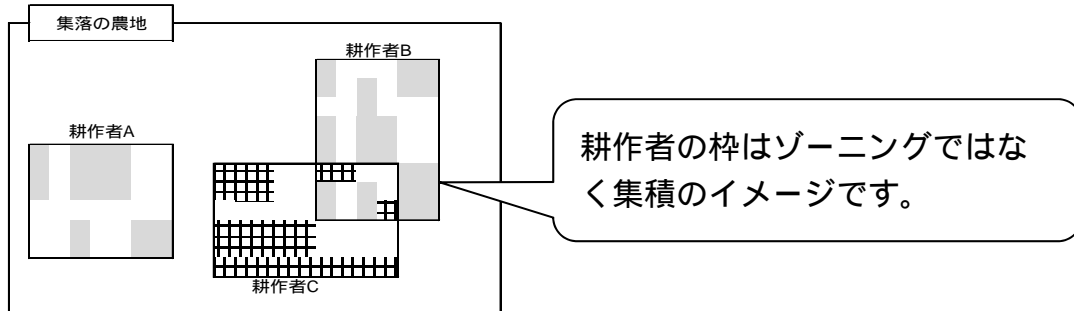 集落の農地
耕作者B
耕作者A
耕作者の枠はゾーニングではな
く集積のイメージです。
耕作者C